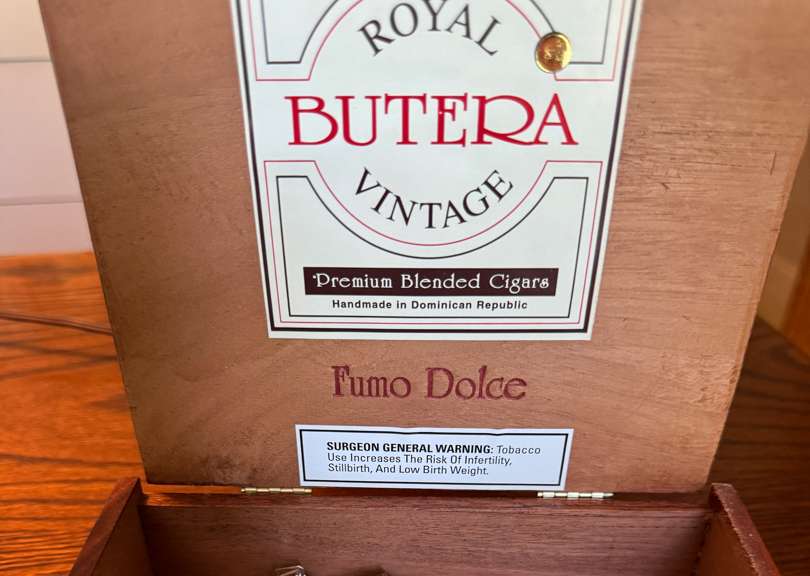 ROYAL
BUTERA
VINTAGE
Premium Blended Cigars
Handmade in Dominican Republic
Fumo Dolce
SURGEON GENERAL WARNING: Tobacco
Use Increases The Risk Of Infertility,
Stillbirth, And Low Birth Weight.